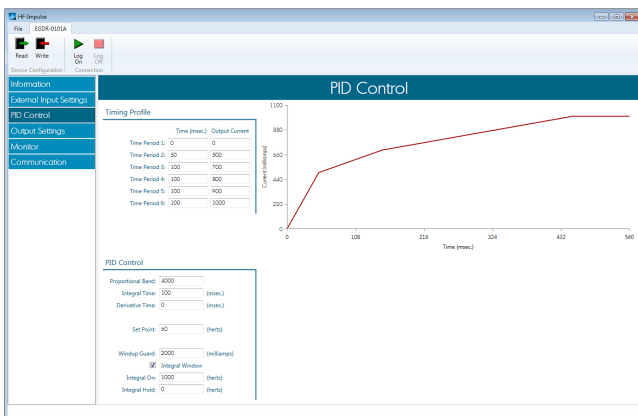 HF-Impulse
File EGDR-0101A
Read Write Log On Log Off
Device Configuration Connection
Information
External Input Settings
PID Control
Output Settings
Monitor
Communication
PID Control
Timing Profile
Time (msec.) Output Current
Time Period 1: 0 0
Time Period 2: 50 500
Time Period 3: 100 700
Time Period 4: 100 800
Time Period 5: 100 900
Time Period 6: 100 1000
1100
880
660
440
220
0
Current (milliamps)
0 108 216 324 432 540
Time (msec.)
PID Control
Proportional Band: 4000
Integral Time: 100 (msec.)
Derivative Time: 0 (msec.)
Set Point: 60 (hertz)
Windup Guard: 2000 (milliamps)
Integral Window
Integral On: 1000 (hertz)
Integral Hold: 0 (hertz)